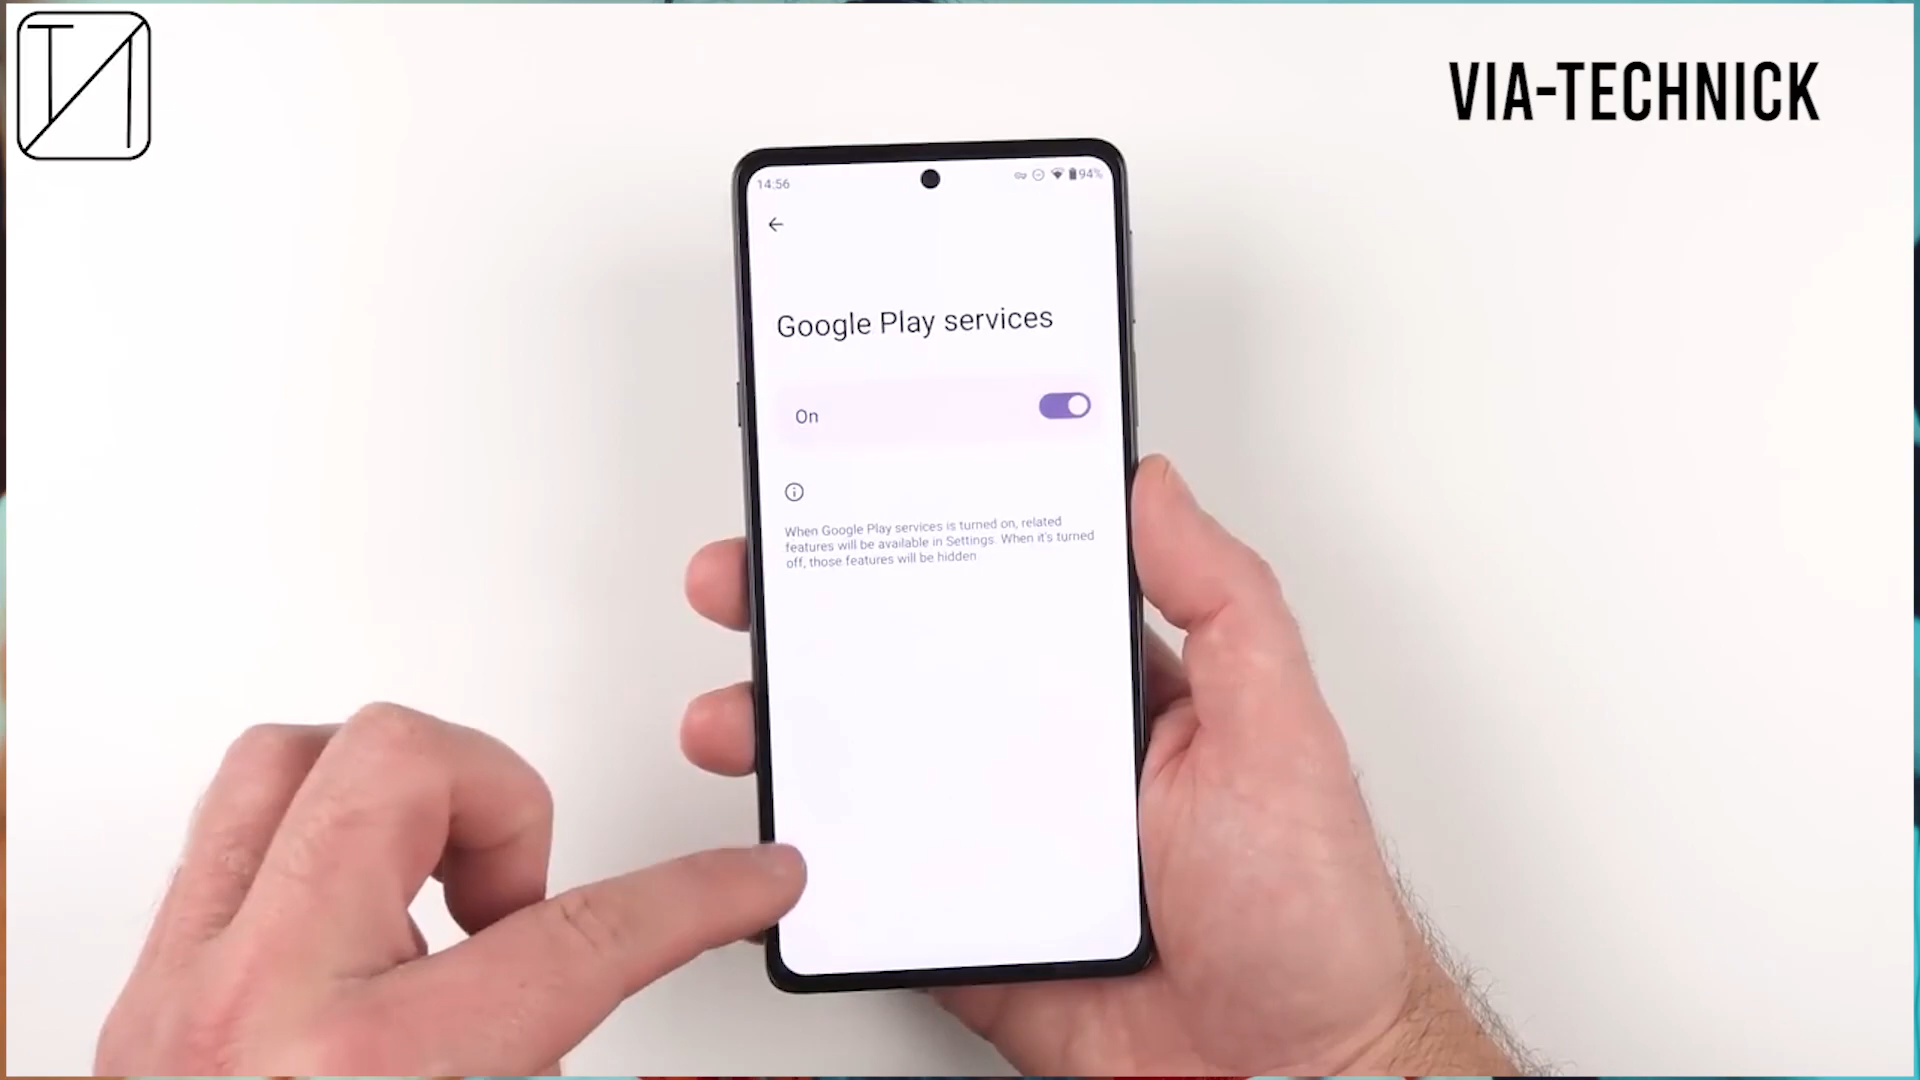 VIA-TECHNICK
14:56
94%
Google Play services
On
When Google Play services is turned on, related
features will be available in Settings. When it's turned
off, those features will be hidden